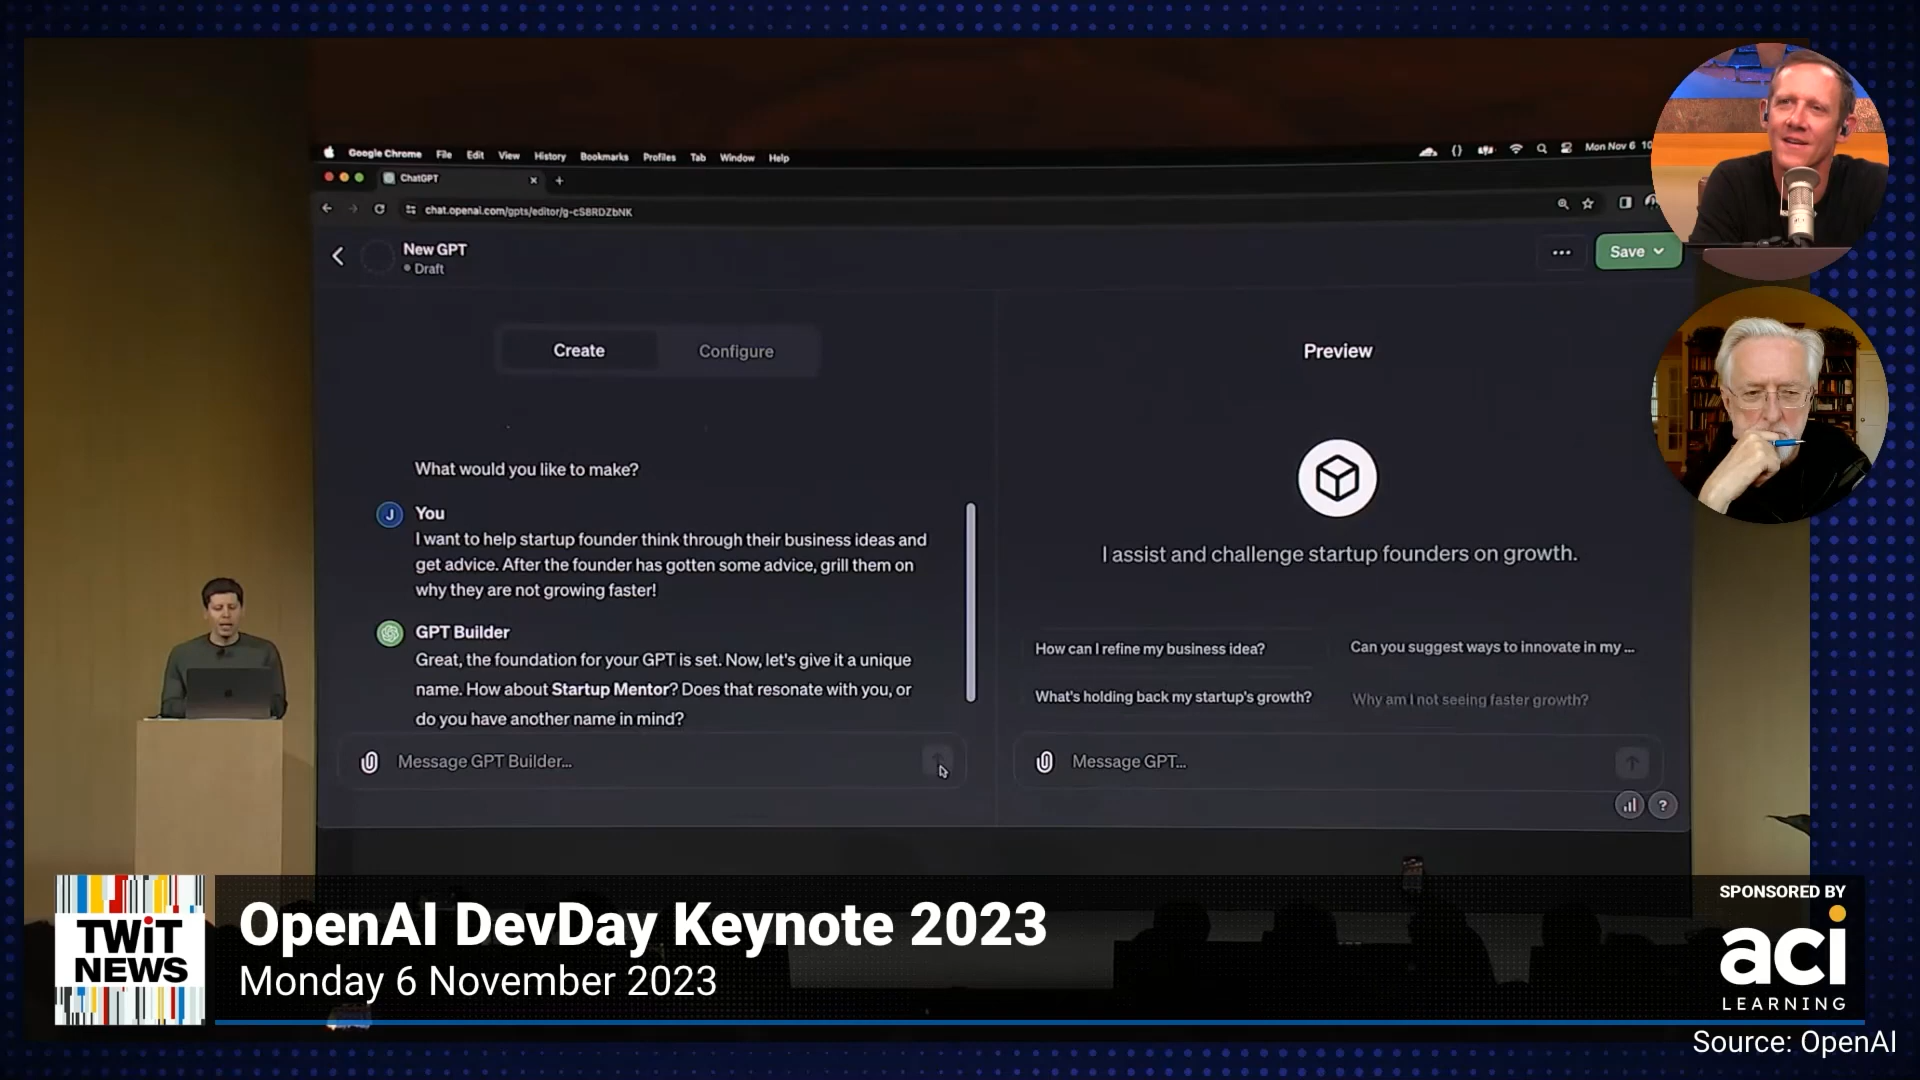 Google Chrome File Edit View History Bookmarks Profiles Tab Window Help
Mon Nov 6 10
ChatGPT
chat.openai.com/gpts/editor/g-cS8RDZbNK
New GPT
Draft
Save
Create Configure
Preview
What would you like to make?
J You
I want to help startup founder think through their business ideas and
get advice. After the founder has gotten some advice, grill them on
why they are not growing faster!
GPT Builder
Great, the foundation for your GPT is set. Now, let's give it a unique
name. How about Startup Mentor? Does that resonate with you, or
do you have another name in mind?
Message GPT Builder...
I assist and challenge startup founders on growth.
How can I refine my business idea?
Can you suggest ways to innovate in my ...
What's holding back my startup's growth?
Why am I not seeing faster growth?
Message GPT...
?
TWiT
NEWS
OpenAI DevDay Keynote 2023
Monday 6 November 2023
SPONSORED BY
aci
LEARNING
Source: OpenAI